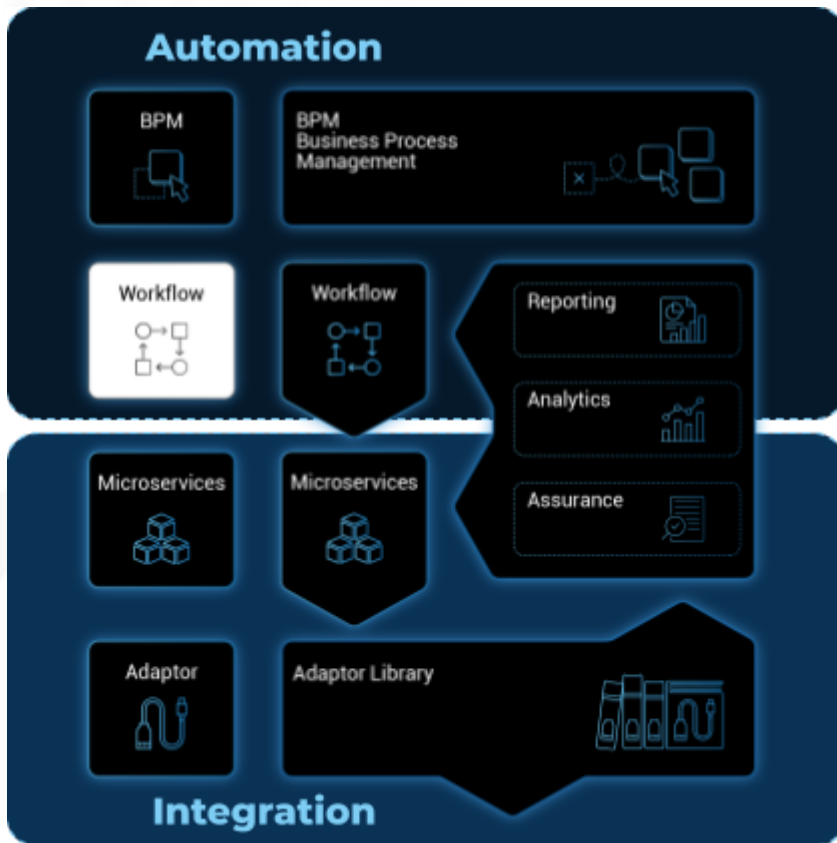 Automation
BPM
BPM
Business Process
Management
Workflow
Workflow
Reporting
Analytics
Assurance
Microservices
Microservices
Adaptor
Adaptor Library
Integration